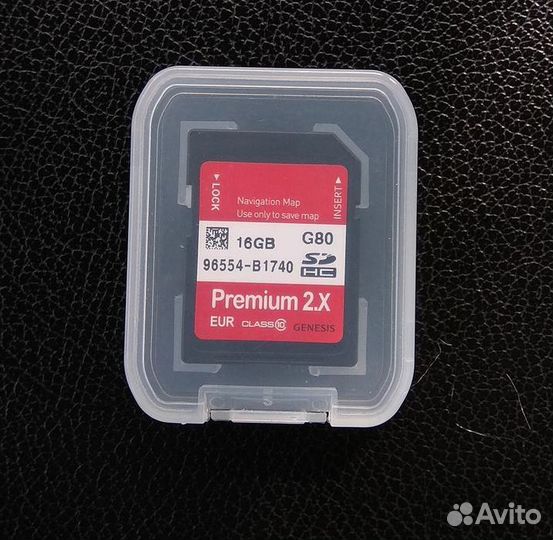 LOCK
INSERT
Navigation Map
Use only to save map
16GB G80
96554-B1740 SD HC
Premium 2.X
EUR CLASS 10 GENESIS
Avito